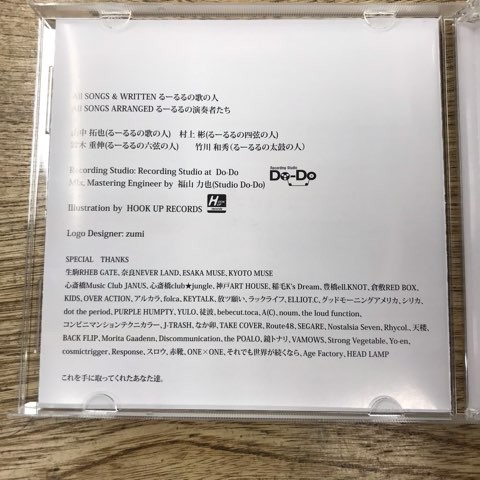 All SONGS & WRITTEN るーるるの歌の人
All SONGS ARRANGED るーるるの演奏者たち
中 拓也(るーるるの歌の人) 村上 彬(るーるるの四弦の人)
木 重伸(るーるるの六弦の人) 竹川 和秀(るーるるの太鼓の人)
Recording Studio: Recording Studio at Do-Do
Mix, Mastering Engineer by 福山 力也(Studio Do-Do)
Recording Studio
Do-Do
Illustration by HOOK UP RECORDS
H
Logo Designer: zumi
SPECIAL THANKS
生駒RHEB GATE, 奈良NEVER LAND, ESAKA MUSE, KYOTO MUSE
心斎橋Music Club JANUS, 心斎橋club★jungle, 神戸ART HOUSE, 稲毛K's Dream, 豊橋ell.KNOT, 倉敷RED BOX,
KIDS, OVER ACTION, アルカラ, folca, KEYTALK, 放ツ願い, ラックライフ, ELLIOT.C, グッドモーニングアメリカ, シリカ,
dot the period, PURPLE HUMPTY, YULO, 徒波, bebecut.toca, A(C), noum, the loud function,
コンビニマンションテクニカラー, J-TRASH, なか卯, TAKE COVER, Route48, SEGARE, Nostalsia Seven, Rhycol., 天楼,
BACK FLIP, Morita Gaadenn, Discommunication, the POALO, 鏡トナリ, VAMOWS, Strong Vegetable, Yo-en,
cosmictrigger, Response, スロウ, 赤靴, ONE×ONE, それでも世界が続くなら, Age Factory, HEAD LAMP
これを手に取ってくれたあなた達。